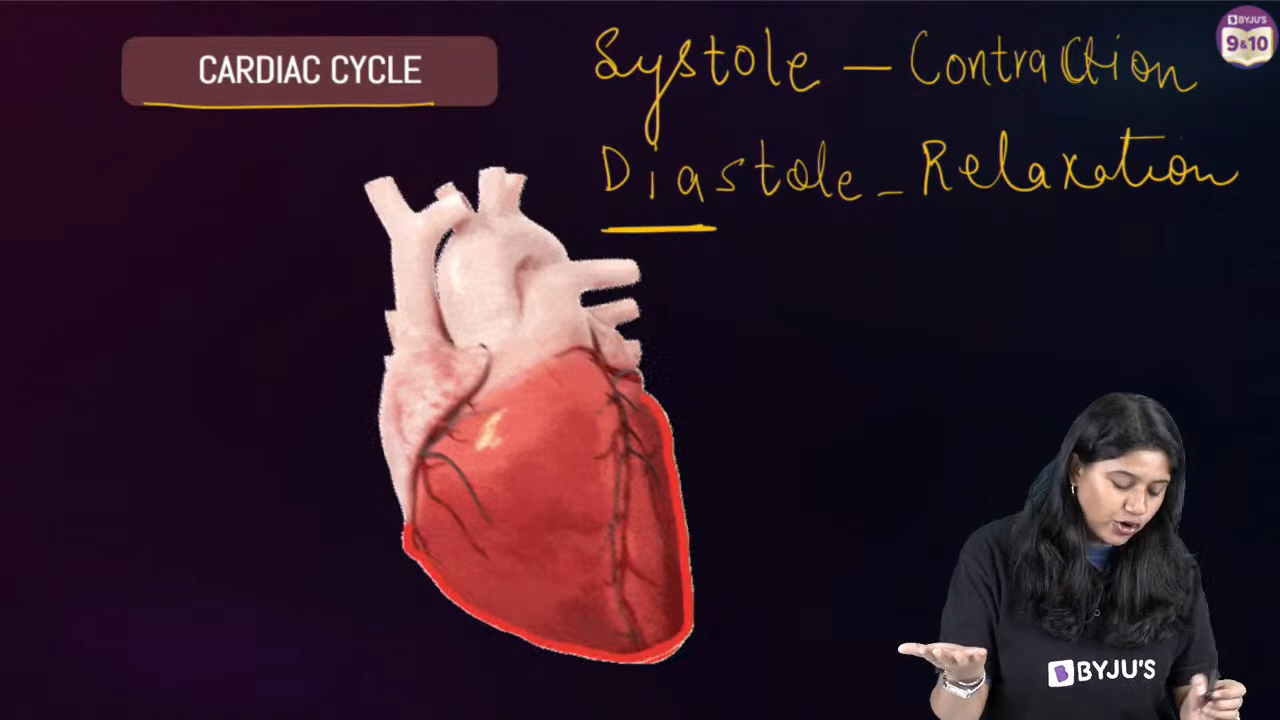 CARDIAC CYCLE
Systole — Contraction
Diastole - Relaxation
BYJU'S
9&10
BYJU'S